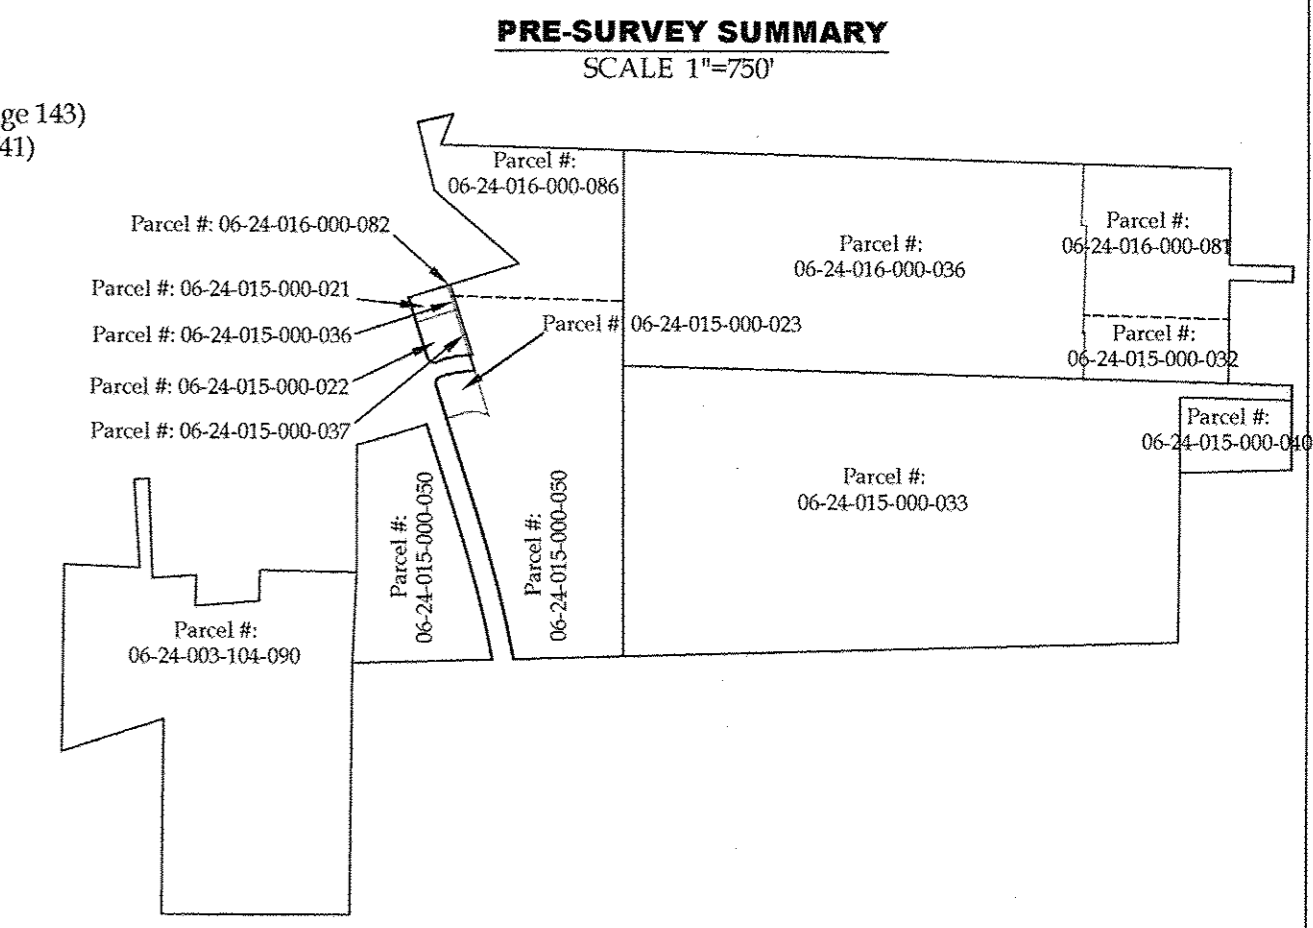 PRE-SURVEY SUMMARY
SCALE 1"=750'
ge 143)
41)
Parcel #:
06-24-016-000-086
Parcel #: 06-24-016-000-082
Parcel #:
06-24-016-000-036
Parcel #:
06-24-016-000-081
Parcel #: 06-24-015-000-021
Parcel #: 06-24-015-000-036
Parcel # 06-24-015-000-023
Parcel #:
06-24-015-000-032
Parcel #: 06-24-015-000-022
Parcel #: 06-24-015-000-037
Parcel #:
06-24-015-000-040
Parcel #:
06-24-015-000-033
Parcel #:
06-24-015-000-050
Parcel #:
06-24-015-000-050
Parcel #:
06-24-003-104-090